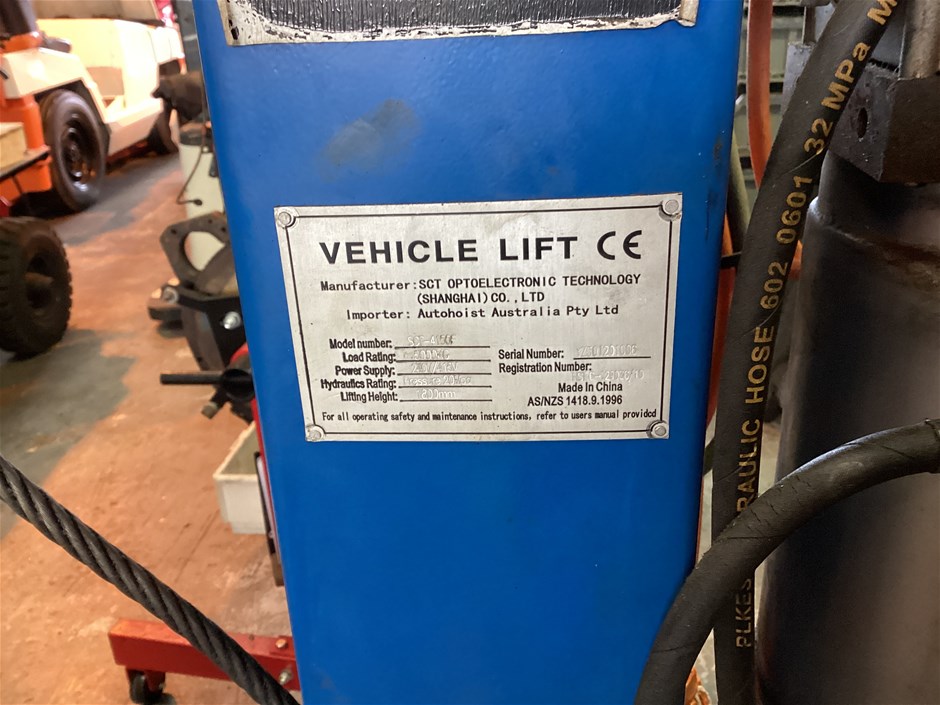 VEHICLE LIFT CE
Manufacturer: SCT OPTOELECTRONIC TECHNOLOGY
(SHANGHAI) CO., LTD
Importer: Autohoist Australia Pty Ltd
Model number:
Load Rating:
Power Supply:
Hydraulics Rating:
Lifting Height:
Serial Number:
Registration Number:
Made In China
AS/NZS 1418.9.1996
For all operating safety and maintenance instructions, refer to users manual provided
RAULIC HOSE 602 0601 32 MPa